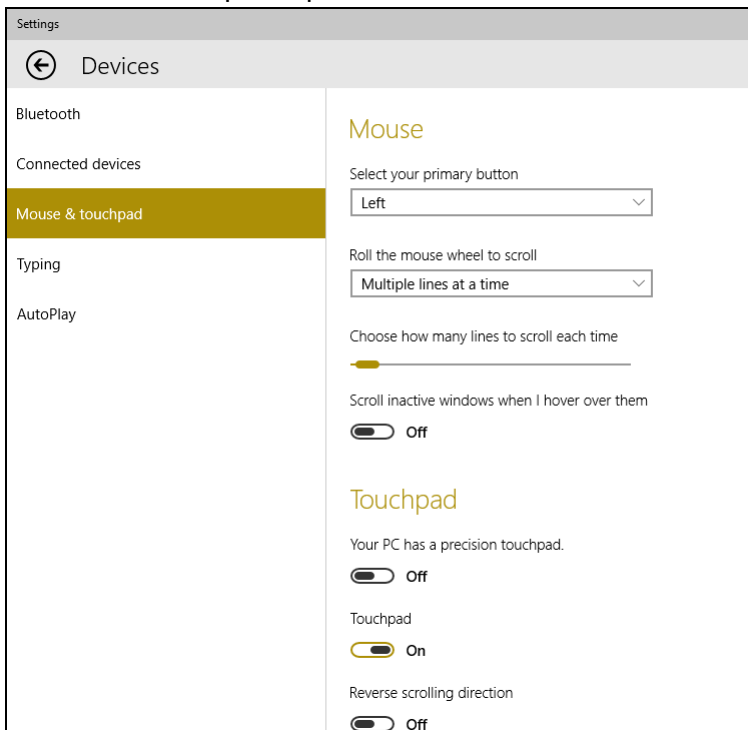 Settings
Devices
Bluetooth
Connected devices
Mouse & touchpad
Typing
AutoPlay
Mouse
Select your primary button
Left
Roll the mouse wheel to scroll
Multiple lines at a time
Choose how many lines to scroll each time
Scroll inactive windows when I hover over them
Off
Touchpad
Your PC has a precision touchpad.
Off
Touchpad
On
Reverse scrolling direction
Off